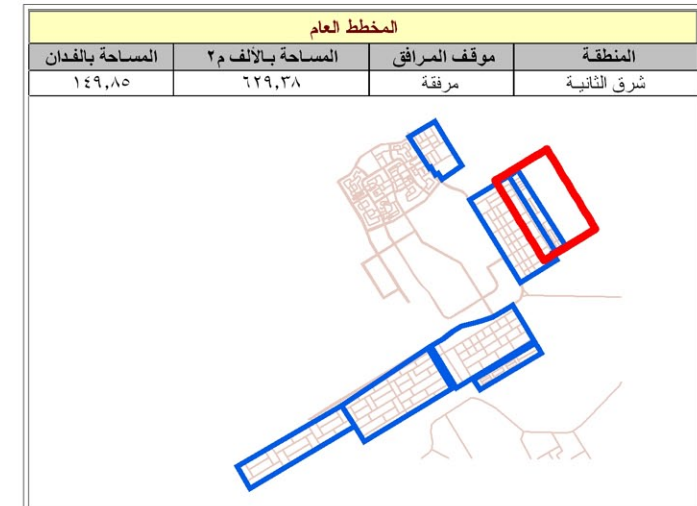 المخطط العام
المنطقة موقف المرافق المساحة بالألف م٢ المساحة بالفدان
شرق الثانية مرفقة ٦٢٩,٣٨ ١٤٩,٨٥